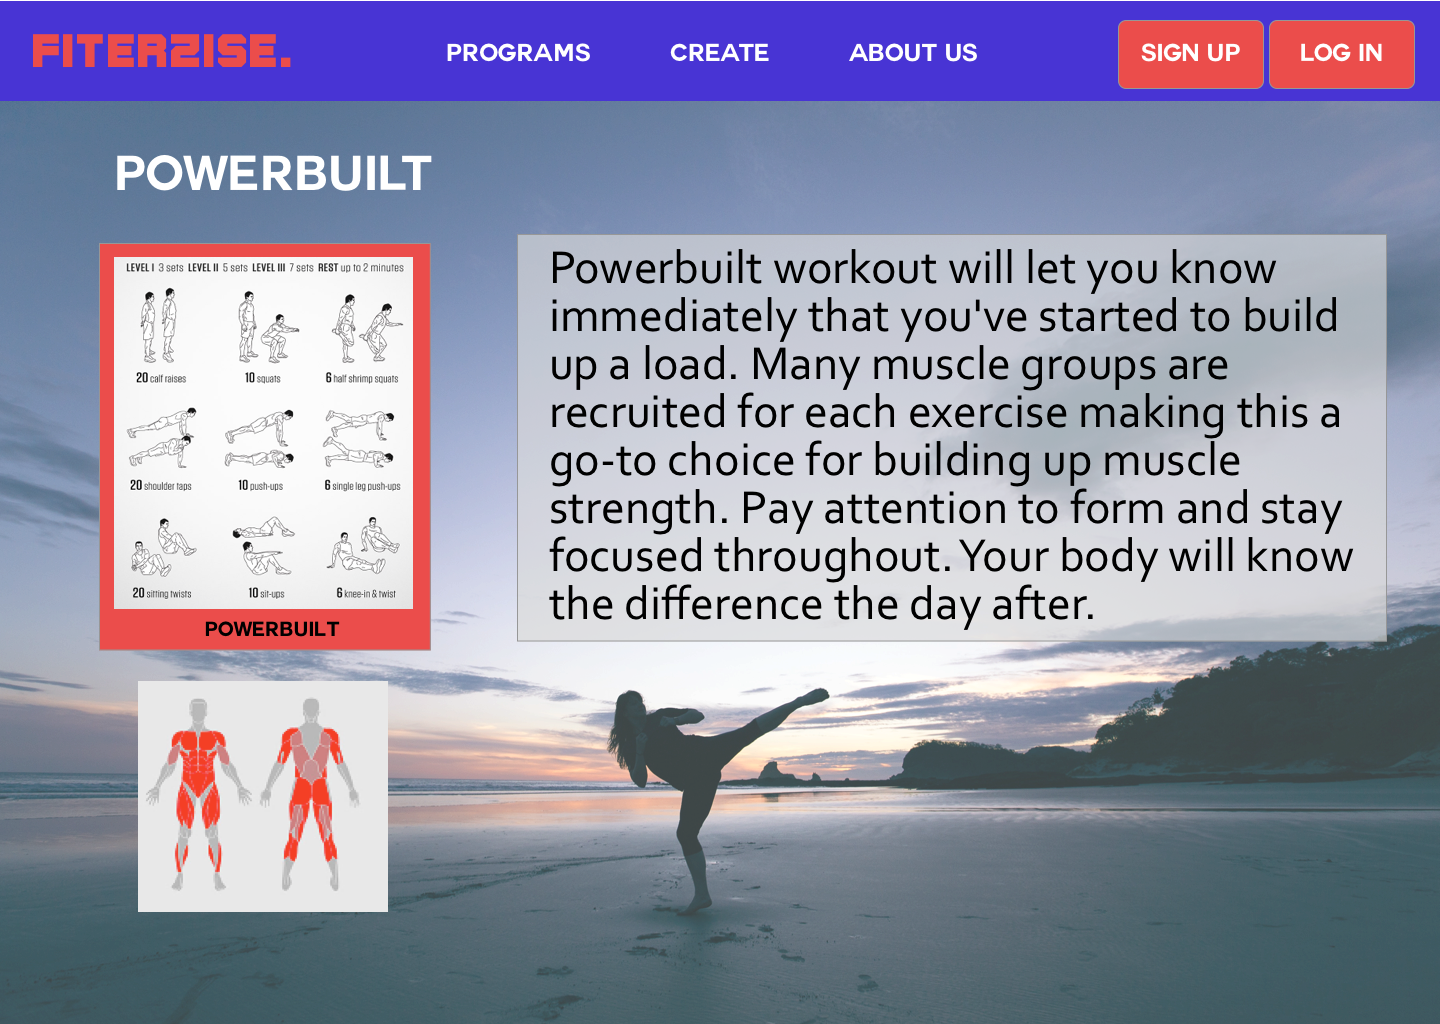 FITERZISE.
PROGRAMS
CREATE
ABOUT US
SIGN UP
LOG IN
POWERBUILT
LEVEL I 3 sets LEVEL II 5 sets LEVEL III 7 sets REST up to 2 minutes
20 calf raises
10 squats
6 half shrimp squats
20 shoulder taps
10 push-ups
6 single leg push-ups
20 sitting twists
10 sit-ups
6 knee-in & twist
POWERBUILT
Powerbuilt workout will let you know
immediately that you've started to build
up a load. Many muscle groups are
recruited for each exercise making this a
go-to choice for building up muscle
strength. Pay attention to form and stay
focused throughout. Your body will know
the difference the day after.